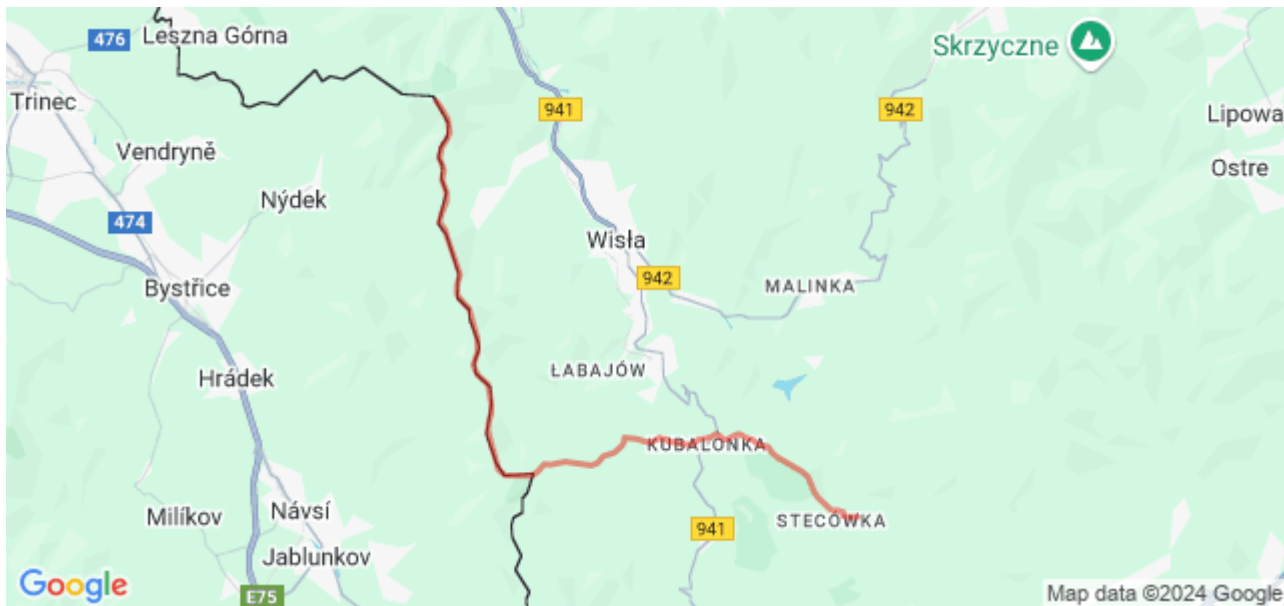 476
Leszna Górna
Skrzyczne
941
942
Trinec
Lipowa
Vendryně
Ostre
Nýdek
474
Wisła
942
Bystřice
MALINKA
Hrádek
ŁABAJÓW
KUBALONKA
Milíkov
Návsí
941
STECÓWKA
Jablunkov
Google
E75
Map data ©2024 Google